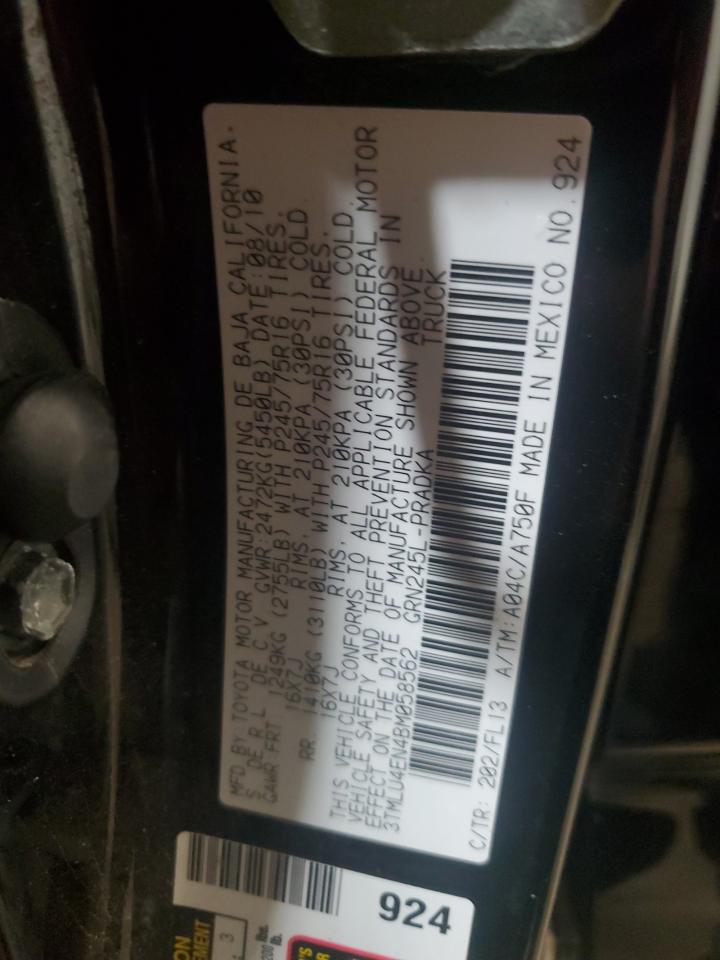 MFD BY TOYOTA MOTOR MANUFACTURING DE BAJA CALIFORNIA.
S DE R L DE C V GVWR:2472KG(5450LB) DATE:08/10
GAWR FRT 1249KG (2755LB) WITH P245/75R16 TIRES.
16X7J RIMS, AT 210KPA (30PSI) COLD
RR. 1410KG (3110LB) WITH P245/75R16 TIRES.
16X7J RIMS, AT 210KPA (30PSI) COLD.
THIS VEHICLE CONFORMS TO ALL APPLICABLE FEDERAL MOTOR
VEHICLE SAFETY AND THEFT PREVENTION STANDARDS IN
EFFECT ON THE DATE OF MANUFACTURE SHOWN ABOVE.
3TMLU4EN4BM058562 GRN245L-PRADKA TRUCK
C/TR: 202/FL13 A/TM:A04C/A750F MADE IN MEXICO NO. 924
924
3